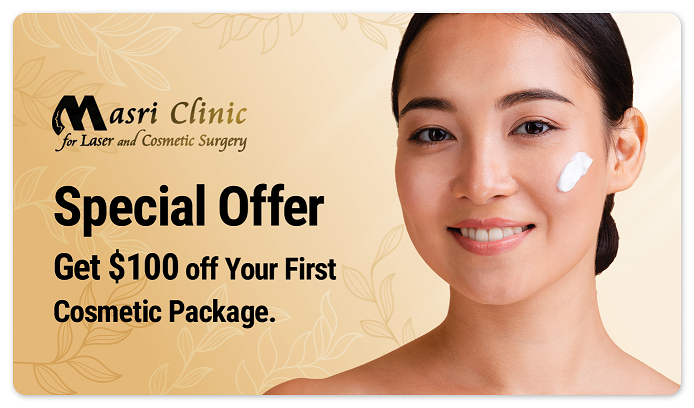 Masri Clinic
for Laser and Cosmetic Surgery
Special Offer
Get $100 off Your First
Cosmetic Package.